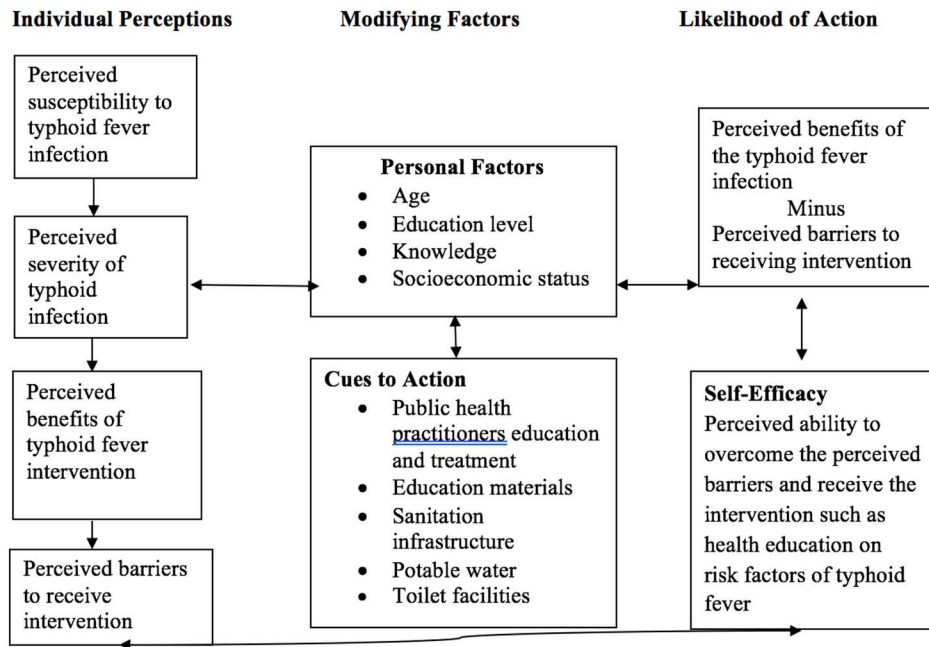 Individual Perceptions
Modifying Factors
Likelihood of Action
Perceived
susceptibility to
typhoid fever
infection
Perceived
severity of
typhoid
infection
Perceived
benefits of
typhoid fever
intervention
Perceived barriers
to receive
intervention
Personal Factors
• Age
• Education level
• Knowledge
• Socioeconomic status
Cues to Action
• Public health
practitioners education
and treatment
• Education materials
• Sanitation
infrastructure
• Potable water
• Toilet facilities
Perceived benefits of
the typhoid fever
infection
Minus
Perceived barriers to
receiving intervention
Self-Efficacy
Perceived ability to
overcome the perceived
barriers and receive the
intervention such as
health education on
risk factors of typhoid
fever